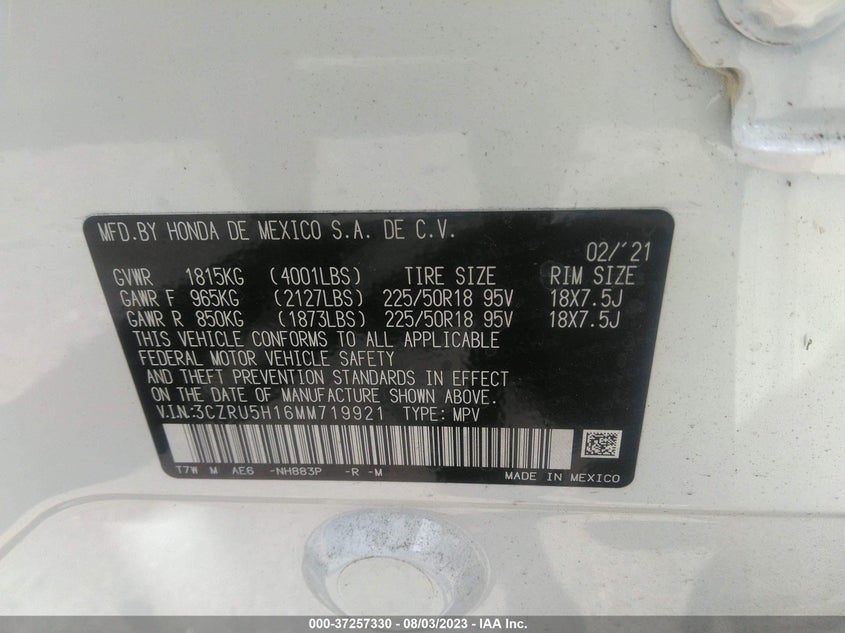 MFD.BY HONDA DE MEXICO S.A. DE C.V.
02/'21
GVWR 1815KG (4001LBS) TIRE SIZE RIM SIZE
GAWR F 965KG (2127LBS) 225/50R18 95V 18X7.5J
GAWR R 850KG (1873LBS) 225/50R18 95V 18X7.5J
THIS VEHICLE CONFORMS TO ALL APPLICABLE
FEDERAL MOTOR VEHICLE SAFETY
AND THEFT PREVENTION STANDARDS IN EFFECT
ON THE DATE OF MANUFACTURE SHOWN ABOVE.
V.I.N:3CZRU5H16MM719921 TYPE: MPV
T7W M AE6 -NH883P -R -M MADE IN MEXICO
000-37257330 - 08/03/2023 - IAA Inc.